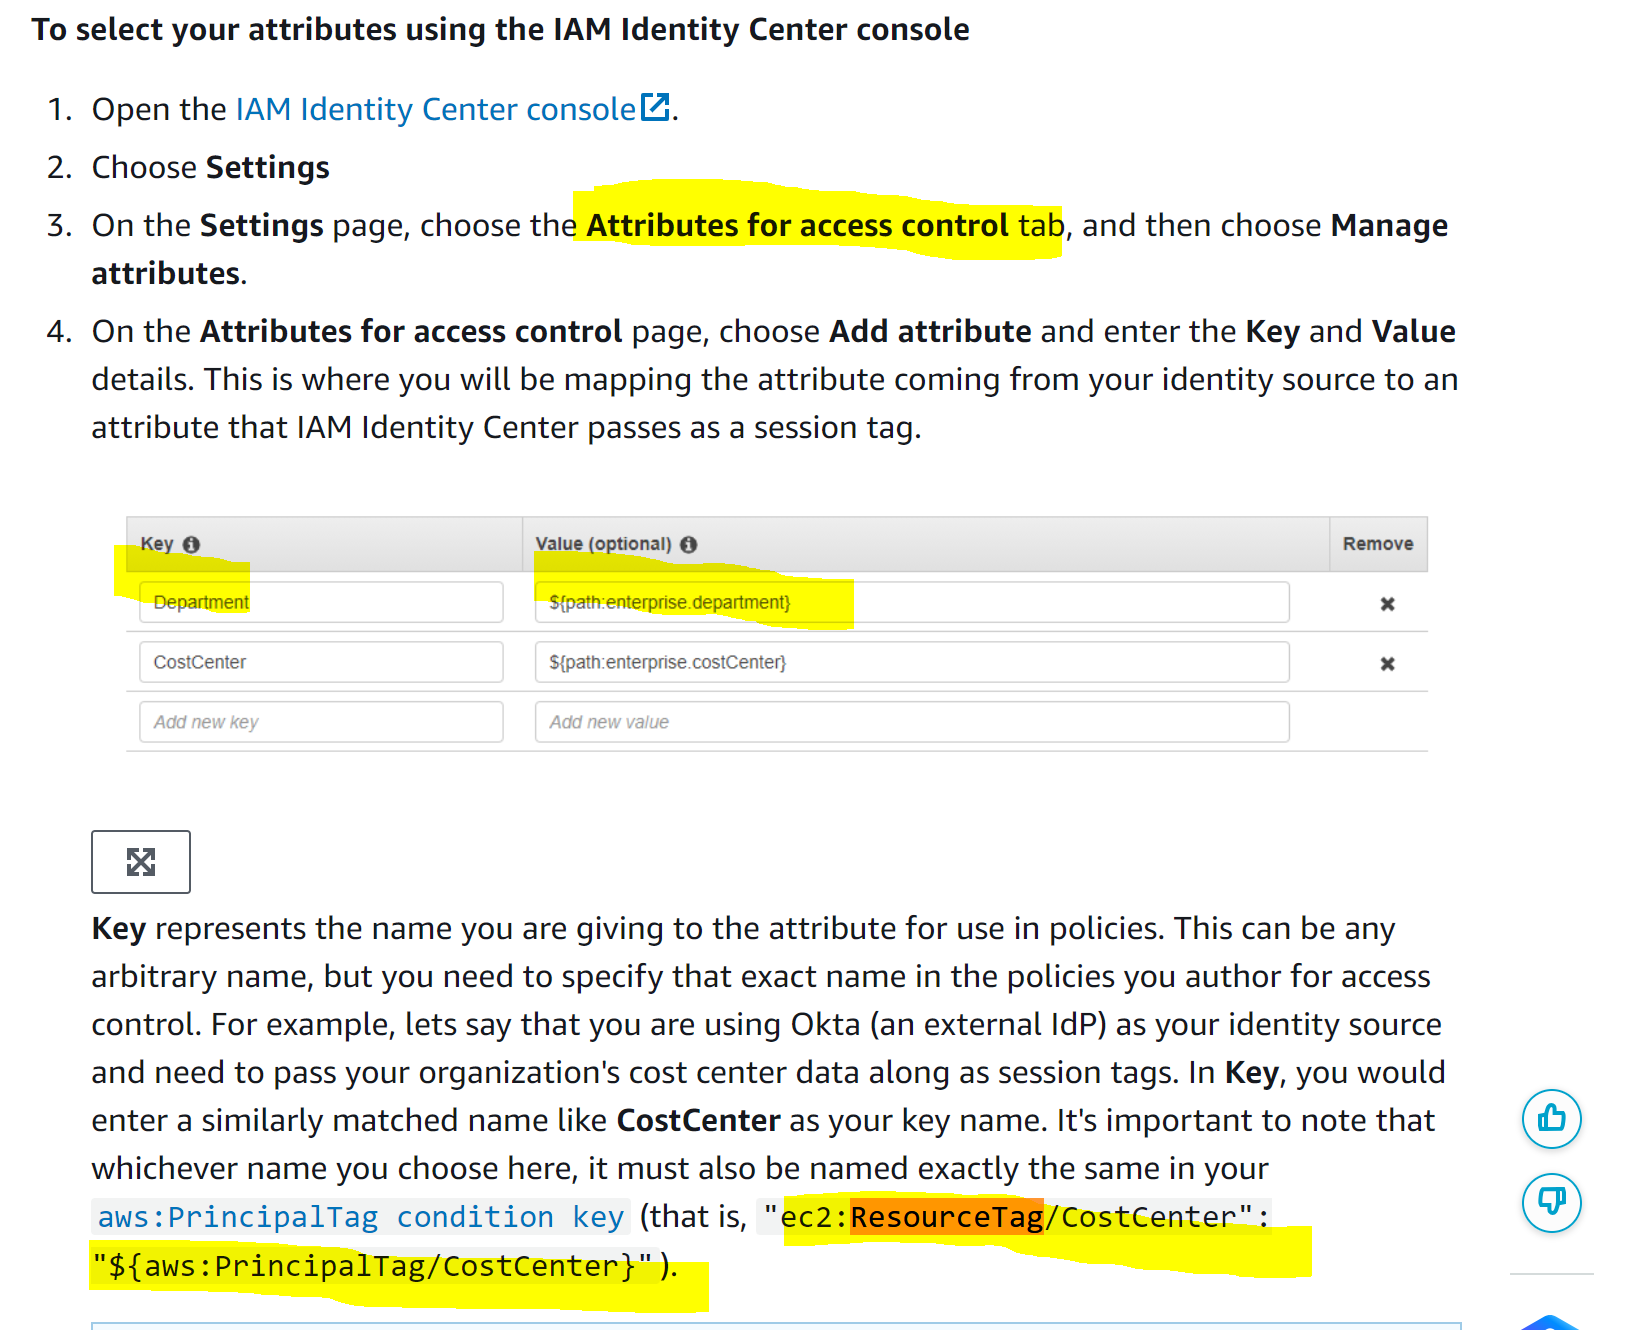 To select your attributes using the IAM Identity Center console
1. Open the IAM Identity Center console.
2. Choose Settings
3. On the Settings page, choose the Attributes for access control tab, and then choose Manage
attributes.
4. On the Attributes for access control page, choose Add attribute and enter the Key and Value
details. This is where you will be mapping the attribute coming from your identity source to an
attribute that IAM Identity Center passes as a session tag.
Key Value (optional) Remove
Department ${path:enterprise.department}
CostCenter ${path:enterprise.costCenter}
Add new key Add new value
Key represents the name you are giving to the attribute for use in policies. This can be any
arbitrary name, but you need to specify that exact name in the policies you author for access
control. For example, lets say that you are using Okta (an external IdP) as your identity source
and need to pass your organization's cost center data along as session tags. In Key, you would
enter a similarly matched name like CostCenter as your key name. It's important to note that
whichever name you choose here, it must also be named exactly the same in your
aws:PrincipalTag condition key (that is, "ec2:ResourceTag/CostCenter":
"${aws:PrincipalTag/CostCenter}").